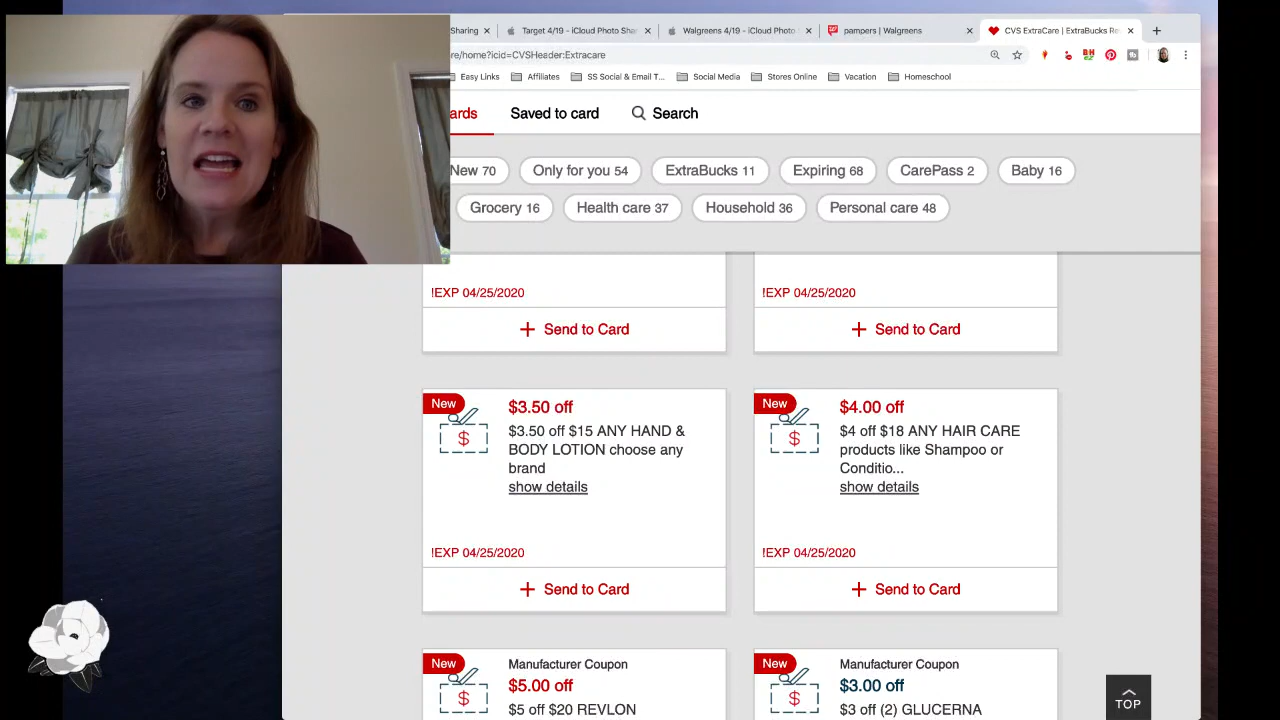 Sharing
Target 4/19 - iCloud Photo Sha
Walgreens 4/19 - iCloud Photo
pampers | Walgreens
CVS ExtraCare | ExtraBucks Re
re/home?icid=CVSHeader:Extracare
Easy Links
Affiliates
SS Social & Email T...
Social Media
Stores Online
Vacation
Homeschool
ards
Saved to card
Search
New 70
Only for you 54
ExtraBucks 11
Expiring 68
CarePass 2
Baby 16
Grocery 16
Health care 37
Household 36
Personal care 48
!EXP 04/25/2020
+ Send to Card
!EXP 04/25/2020
+ Send to Card
New
$3.50 off
$3.50 off $15 ANY HAND &
BODY LOTION choose any
brand
show details
!EXP 04/25/2020
+ Send to Card
New
$4.00 off
$4 off $18 ANY HAIR CARE
products like Shampoo or
Conditio...
show details
!EXP 04/25/2020
+ Send to Card
New
Manufacturer Coupon
$5.00 off
$5 off $20 REVLON
New
Manufacturer Coupon
$3.00 off
$3 off (2) GLUCERNA
TOP